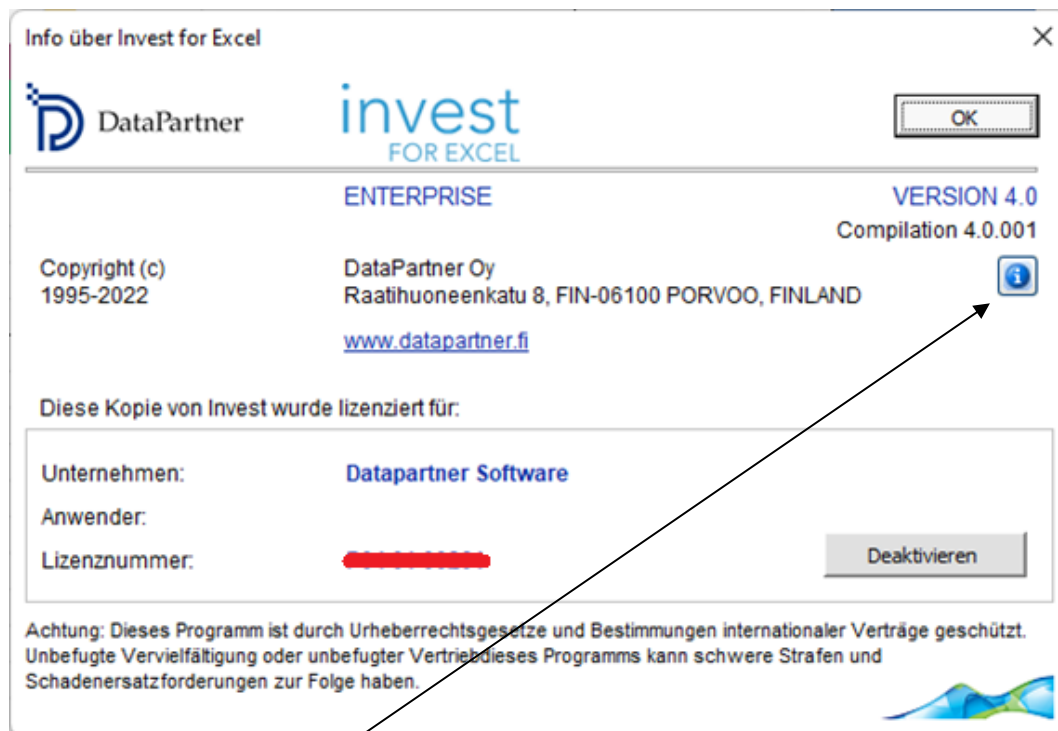 Info über Invest for Excel
DataPartner
invest
FOR EXCEL
OK
ENTERPRISE
VERSION 4.0
Compilation 4.0.001
Copyright (c)
1995-2022
DataPartner Oy
Raatihuoneenkatu 8, FIN-06100 PORVOO, FINLAND
www.datapartner.fi
Diese Kopie von Invest wurde lizenziert für:
Unternehmen:
Datapartner Software
Anwender:
Lizenznummer:
Deaktivieren
Achtung: Dieses Programm ist durch Urheberrechtsgesetze und Bestimmungen internationaler Verträge geschützt.
Unbefugte Vervielfältigung oder unbefugter Vertriebdieses Programms kann schwere Strafen und
Schadenersatzforderungen zur Folge haben.